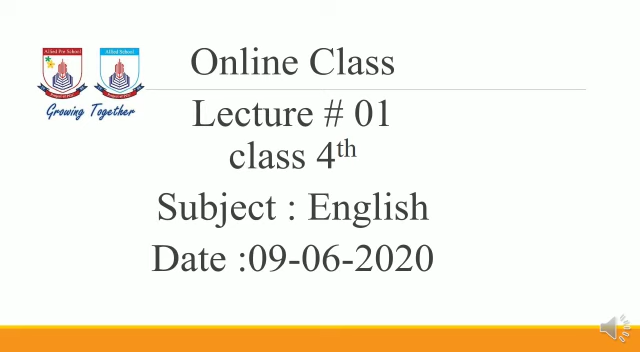 Allied Pre School
Allied School
Growing Together
Online Class
Lecture # 01
class 4th
Subject : English
Date :09-06-2020